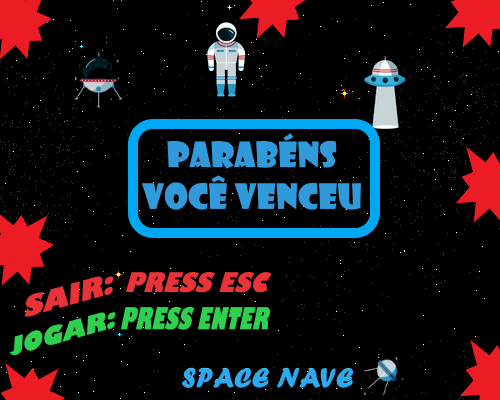 PARABÉNS
VOCÊ VENCEU
SAIR: PRESS ESC
JOGAR: PRESS ENTER
SPACE NAVE